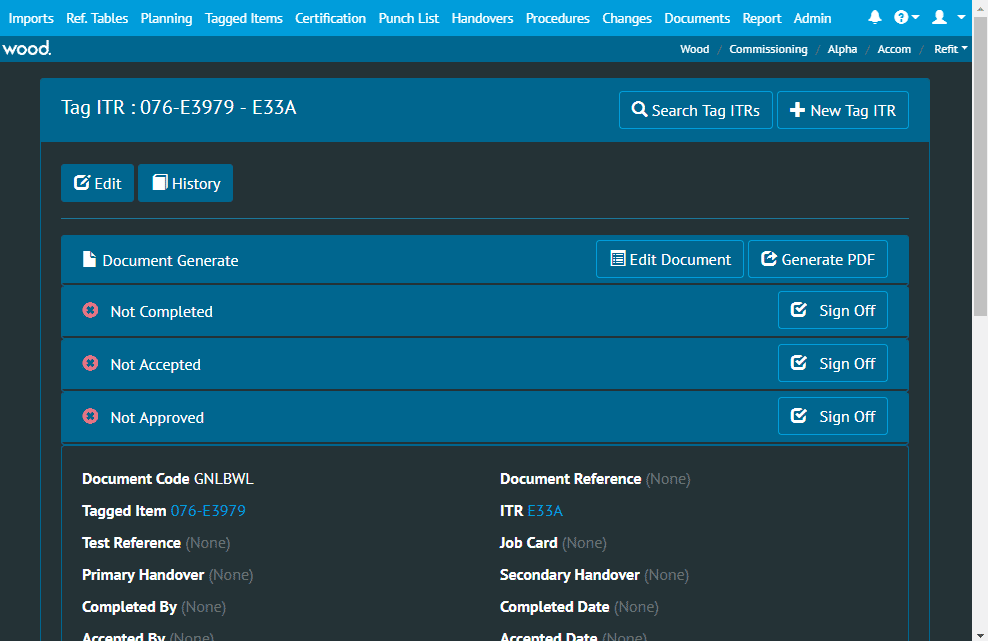 Imports Ref. Tables Planning Tagged Items Certification Punch List Handovers Procedures Changes Documents Report Admin
wood. Wood / Commissioning / Alpha / Accom / Refit
Tag ITR : 076-E3979 - E33A Search Tag ITRs New Tag ITR
Edit History
Document Generate Edit Document Generate PDF
Not Completed Sign Off
Not Accepted Sign Off
Not Approved Sign Off
Document Code GNLBWL Document Reference (None)
Tagged Item 076-E3979 ITR E33A
Test Reference (None) Job Card (None)
Primary Handover (None) Secondary Handover (None)
Completed By (None) Completed Date (None)
Accepted By (None) Accepted Date (None)